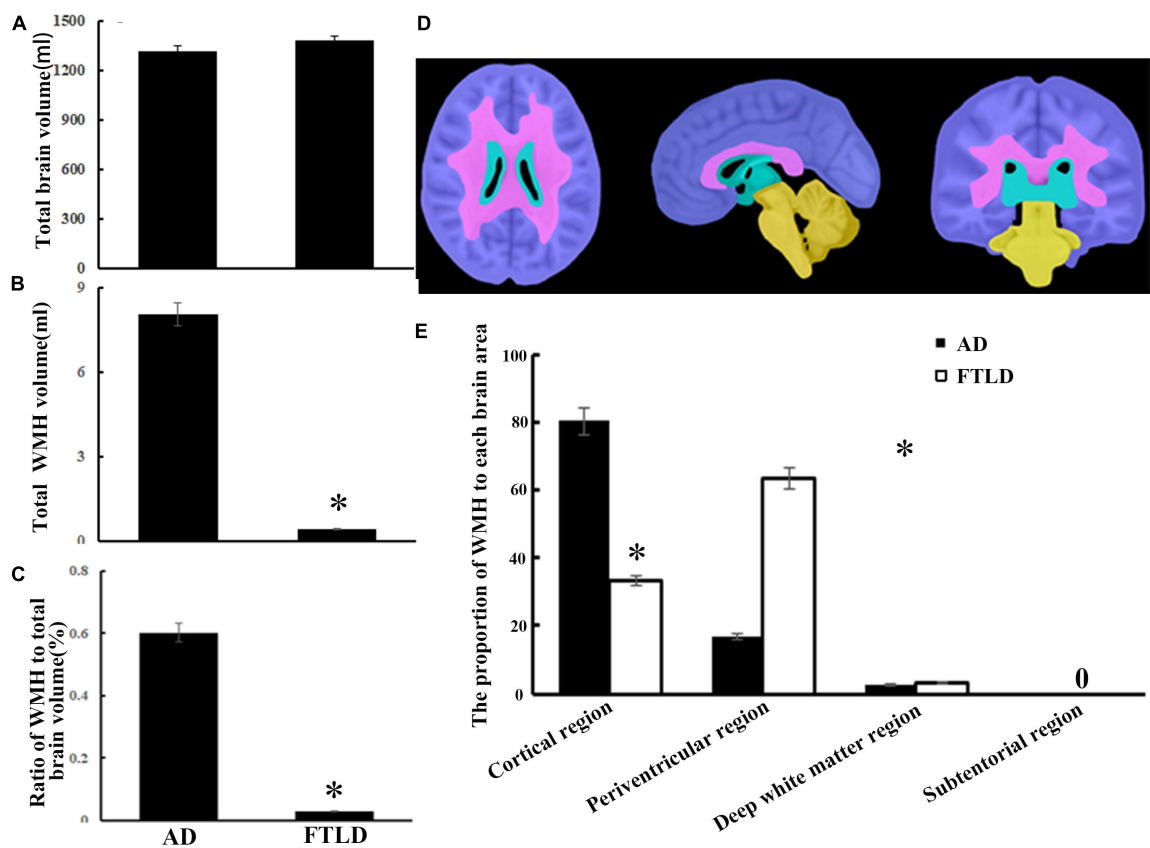 A
Total brain volume(ml)
1500
1200
900
600
300
0
B
Total WMH volume(ml)
9
6
3
0
*
C
Ratio of WMH to total
brain volume(%)
0.8
0.6
0.4
0.2
0
*
AD
FTLD
D
E
The proportion of WMH to each brain area
100
80
60
40
20
0
AD
FTLD
*
*
0
Cortical region
Periventricular region
Deep white matter region
Subtentorial region